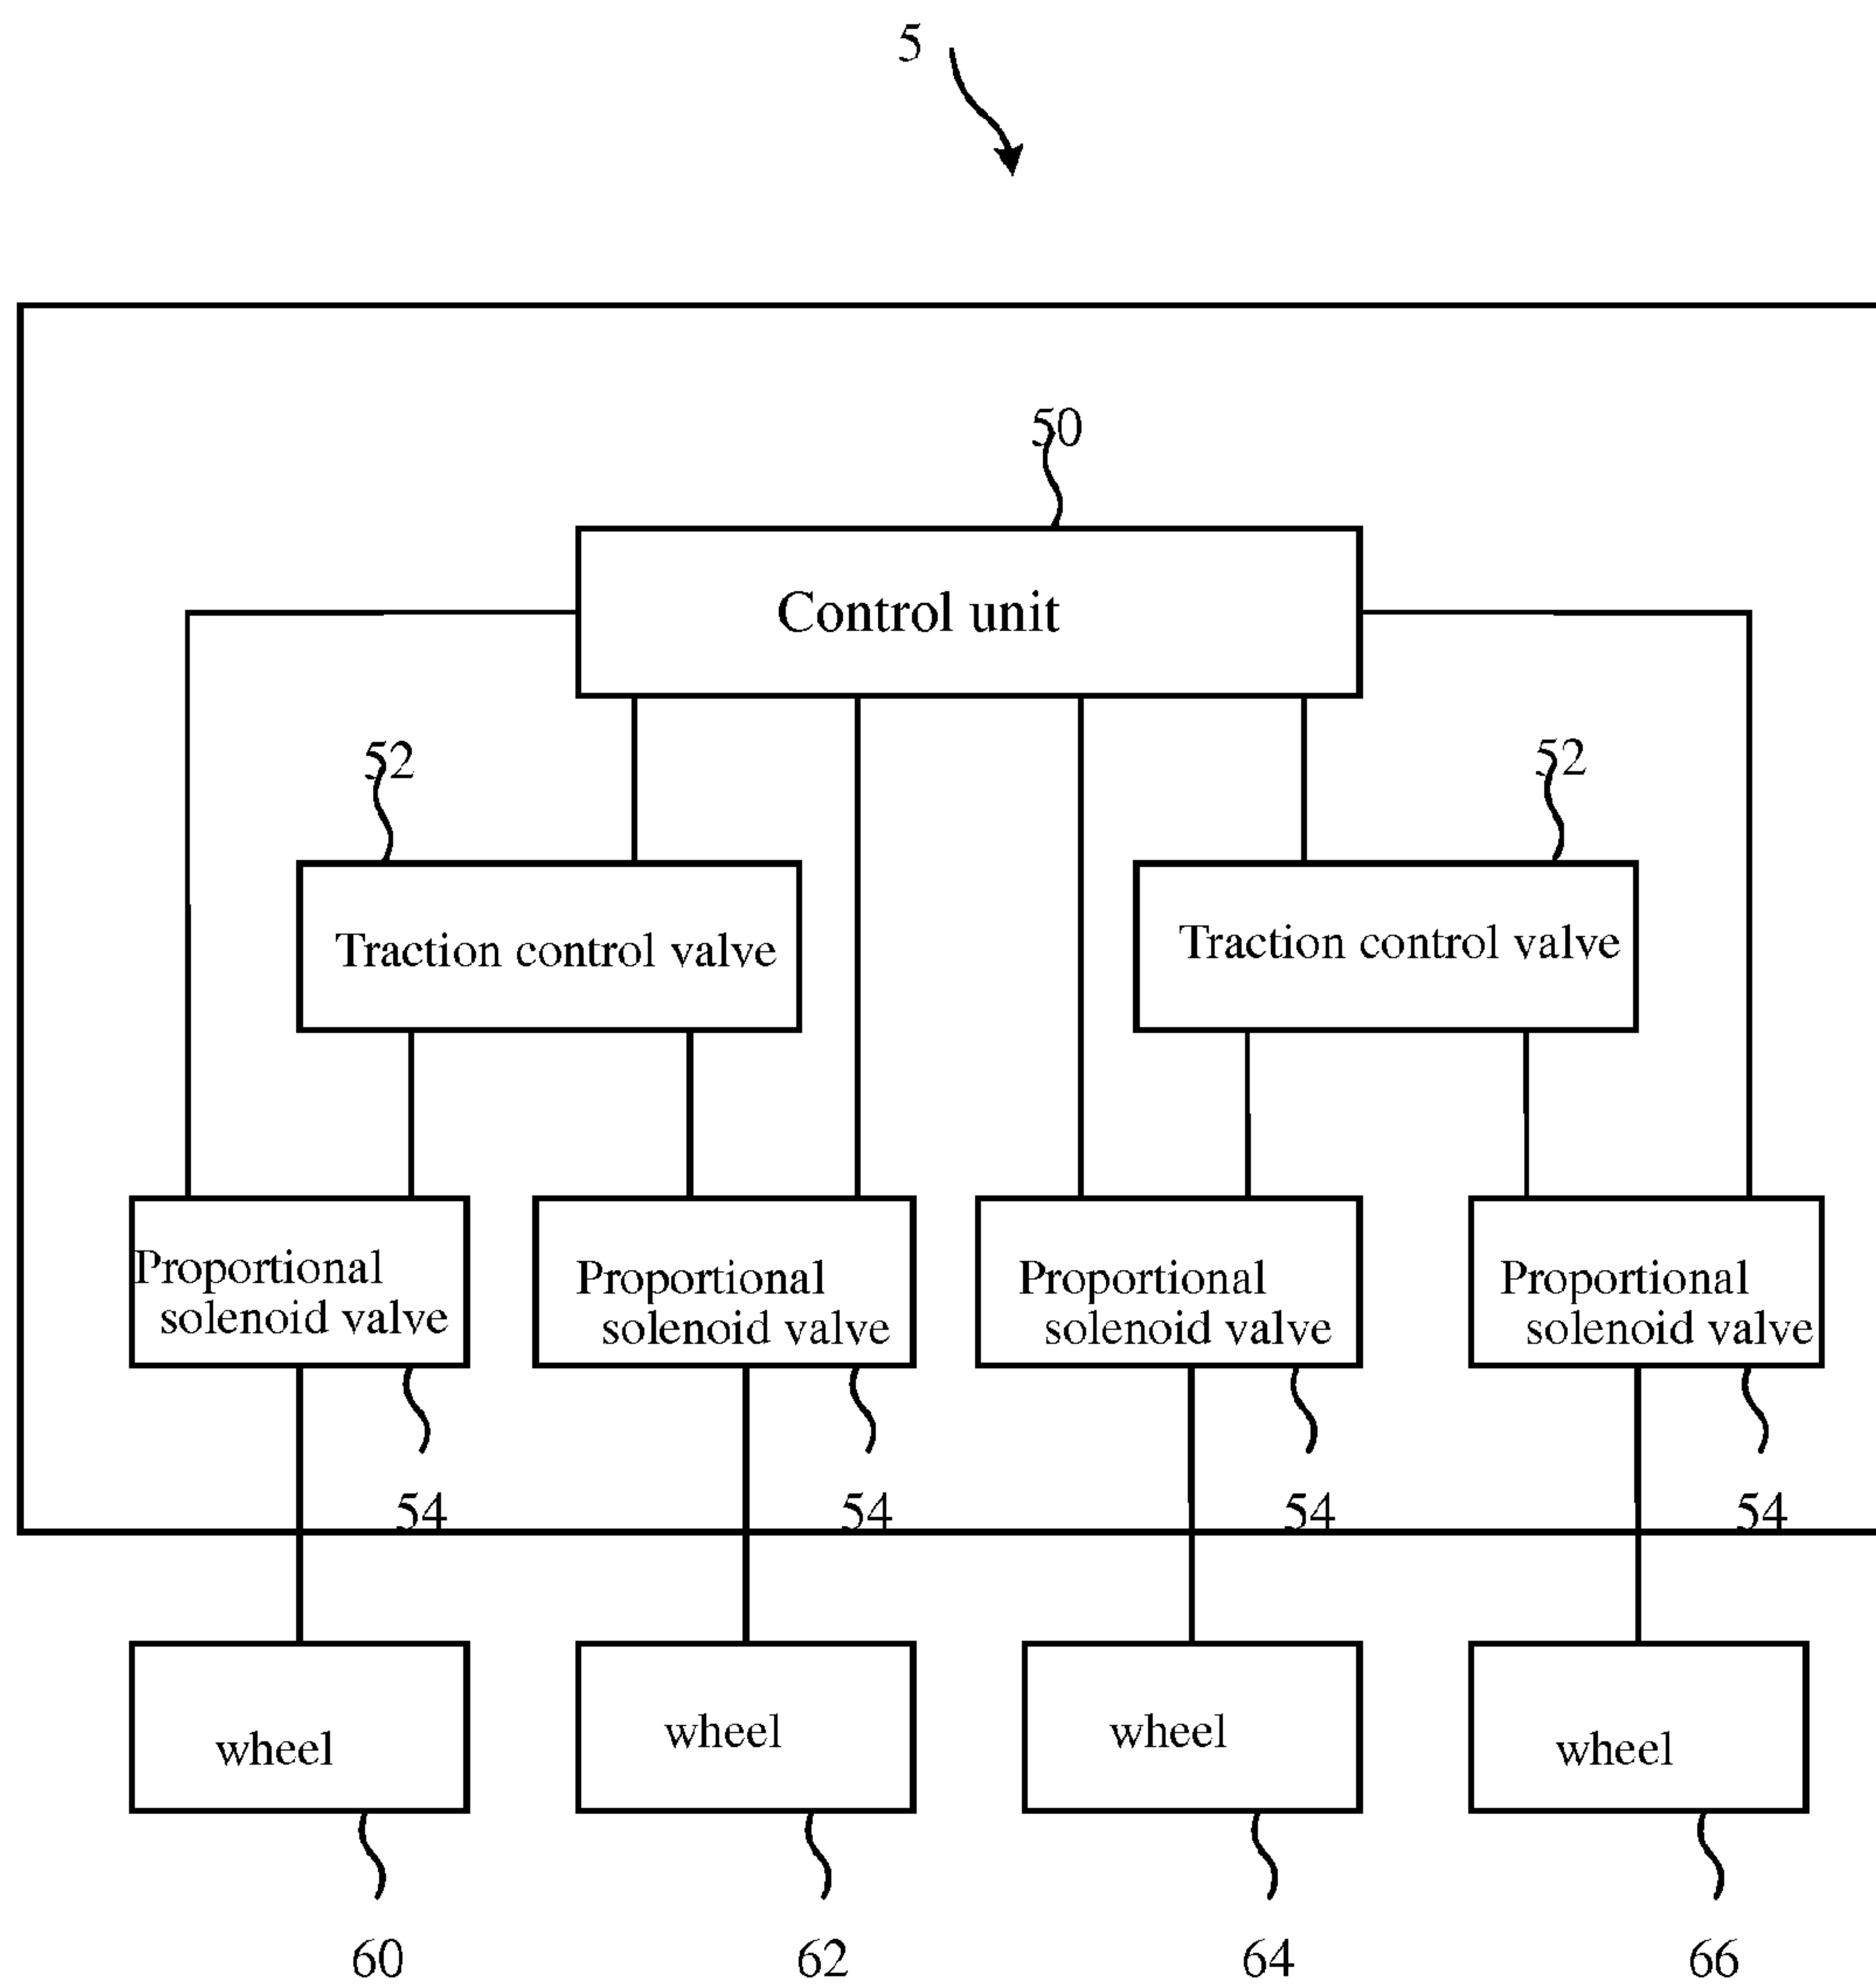 5
50
Control unit
52
52
Traction control valve
Traction control valve
Proportional
solenoid valve
Proportional
solenoid valve
Proportional
solenoid valve
Proportional
solenoid valve
54
54
54
54
wheel
wheel
wheel
wheel
60
62
64
66